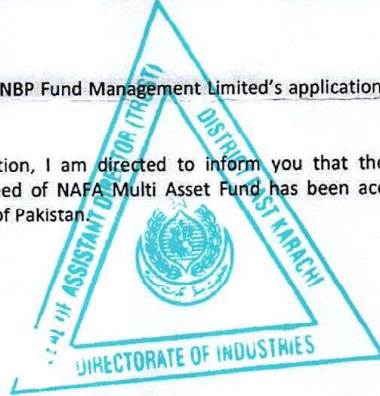 NBP Fund Management Limited's application
tion, I am directed to inform you that the
eed of NAFA Multi Asset Fund has been acc
of Pakistan.
OF ASSISTANT DIRECTOR (TRUST)
DISTRICT EAST KARACHI
DIRECTORATE OF INDUSTRIES